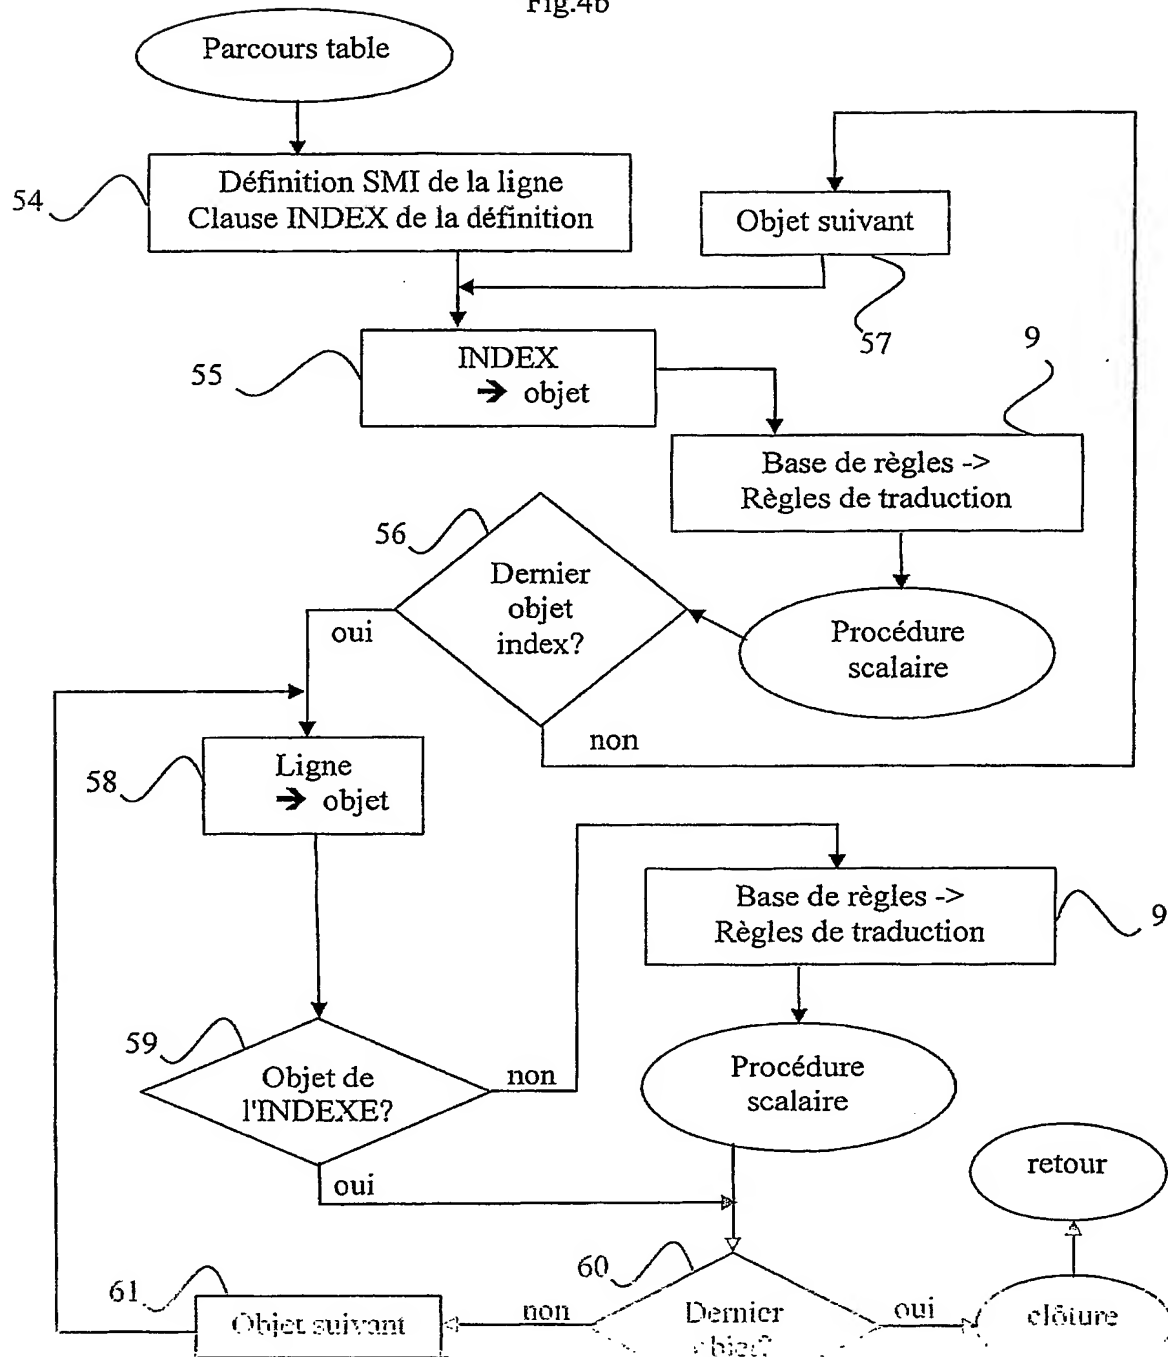 Fig.4b
Parcours table
54
Définition SMI de la ligne
Clause INDEX de la définition
Objet suivant
57
55
INDEX
➔ objet
9
Base de règles ->
Règles de traduction
56
Dernier
objet
index?
oui
Procédure
scalaire
non
58
Ligne
➔ objet
Base de règles ->
Règles de traduction
9
59
Objet de
l'INDEXE?
non
Procédure
scalaire
oui
retour
60
61
Objet suivant
non
Dernier
objet?
oui
clôture